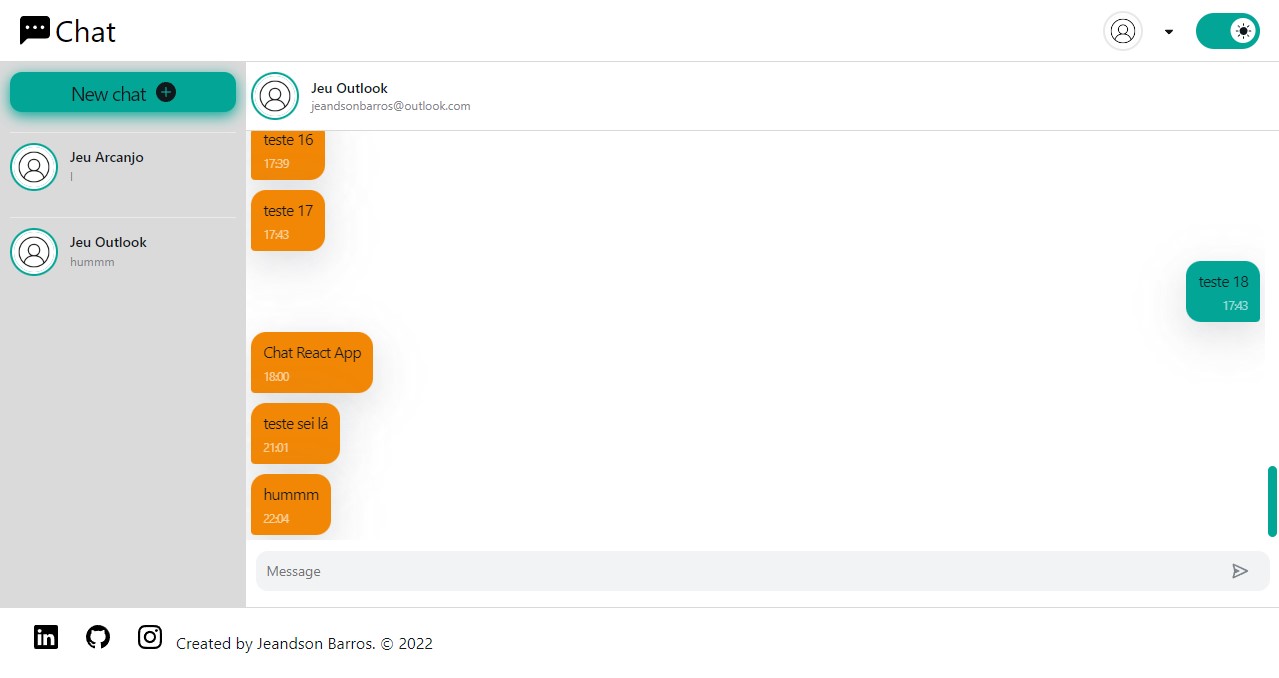 Chat
New chat
Jeu Arcanjo
l
Jeu Outlook
hummm
Jeu Outlook
jeandsonbarros@outlook.com
teste 16
17:39
teste 17
17:43
teste 18
17:43
Chat React App
18:00
teste sei lá
21:01
hummm
22:04
Message
Created by Jeandson Barros. © 2022